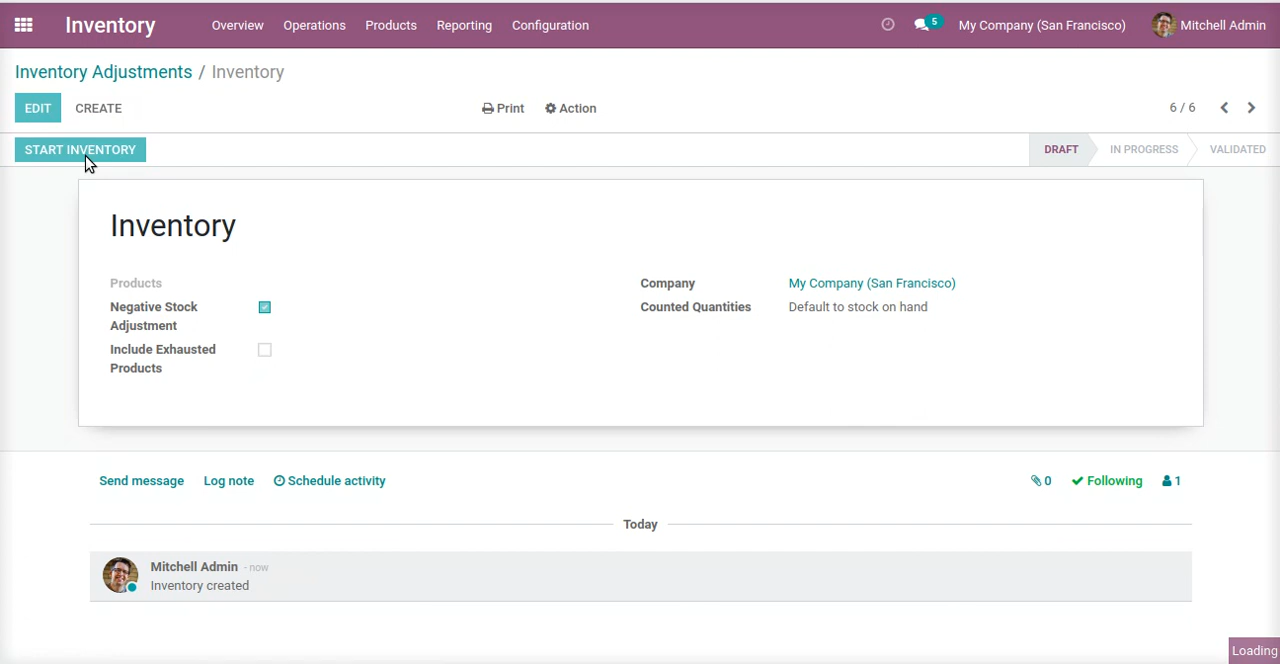 Inventory Overview Operations Products Reporting Configuration 5 My Company (San Francisco) Mitchell Admin
Inventory Adjustments / Inventory
EDIT CREATE Print Action 6 / 6
START INVENTORY DRAFT IN PROGRESS VALIDATED
Inventory
Products Company My Company (San Francisco)
Negative Stock Counted Quantities Default to stock on hand
Adjustment
Include Exhausted
Products
Send message Log note Schedule activity 0 Following 1
Today
Mitchell Admin - now
Inventory created
Loading